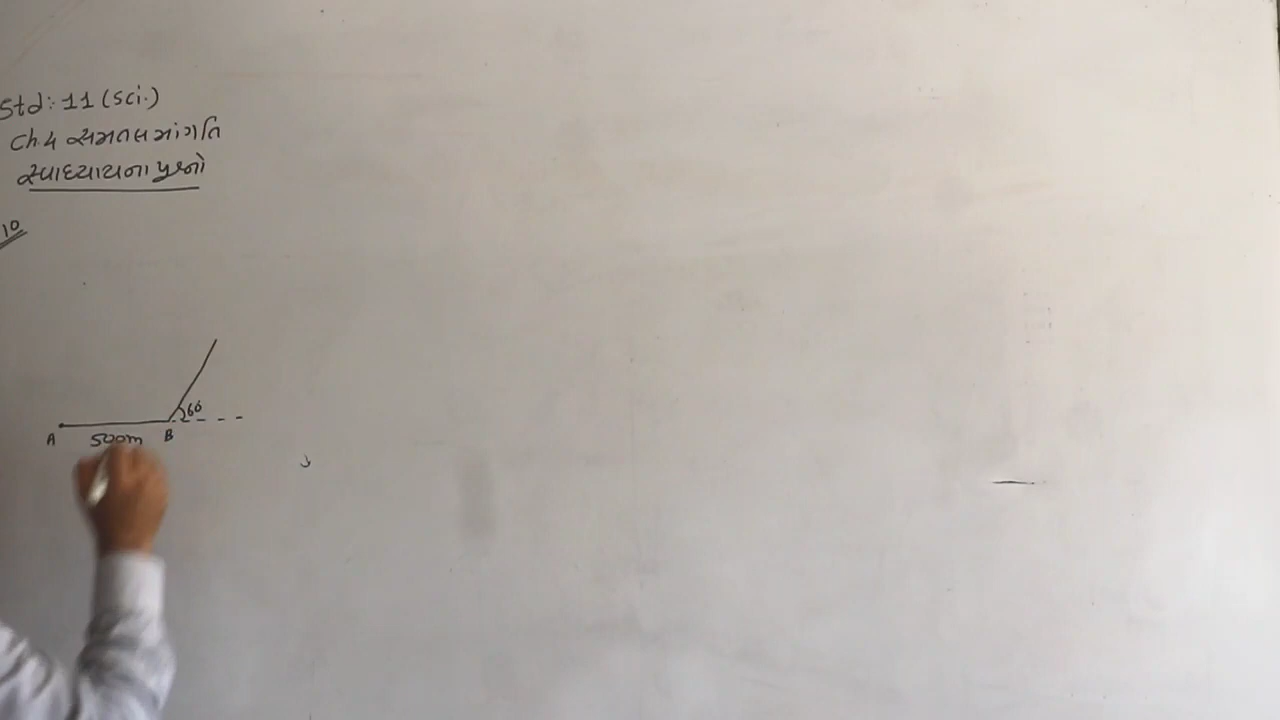 Std: 11 (Sci.)
Ch.4 સમતલમાં ગતિ
સ્વાધ્યાયના પ્રશ્નો
10
60°
A 500m B